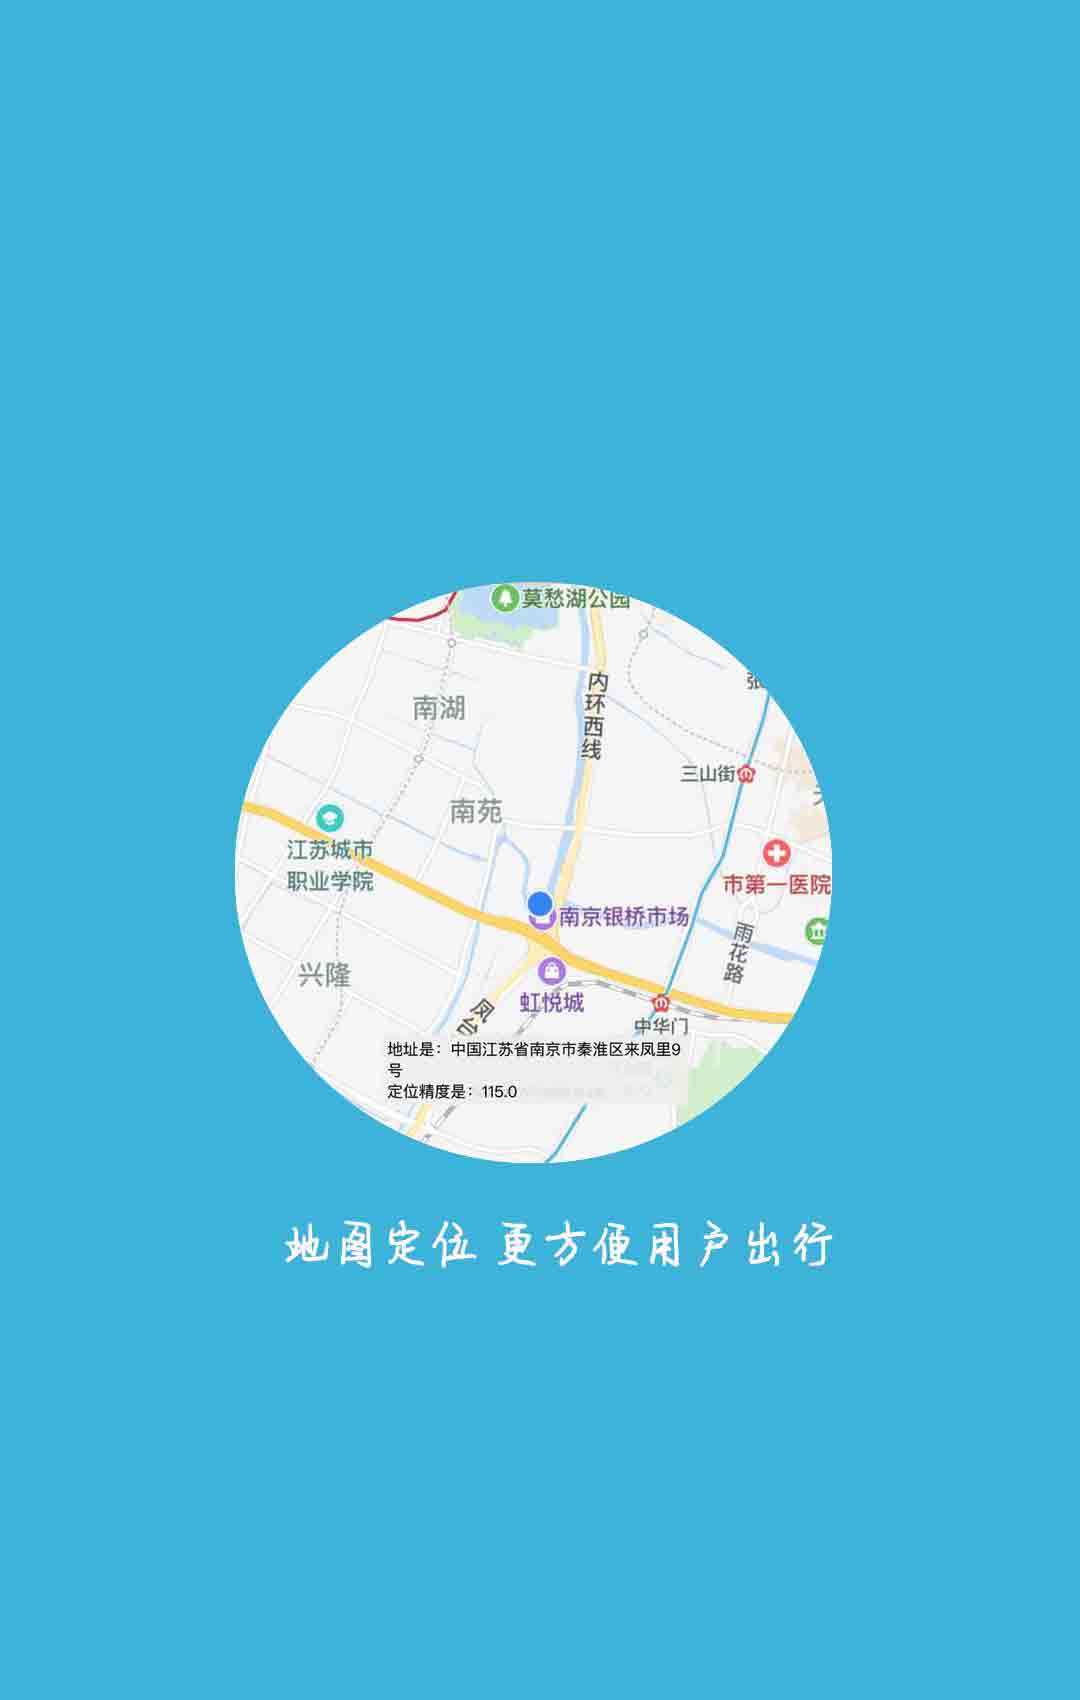 莫愁湖公园
内环西线
南湖
三山街
南苑
江苏城市
职业学院
市第一医院
南京银桥市场
雨花路
兴隆
虹悦城
凤台
中华门
地址是：中国江苏省南京市秦淮区来凤里9
号
定位精度是：115.0
地图定位 更方便用户出行